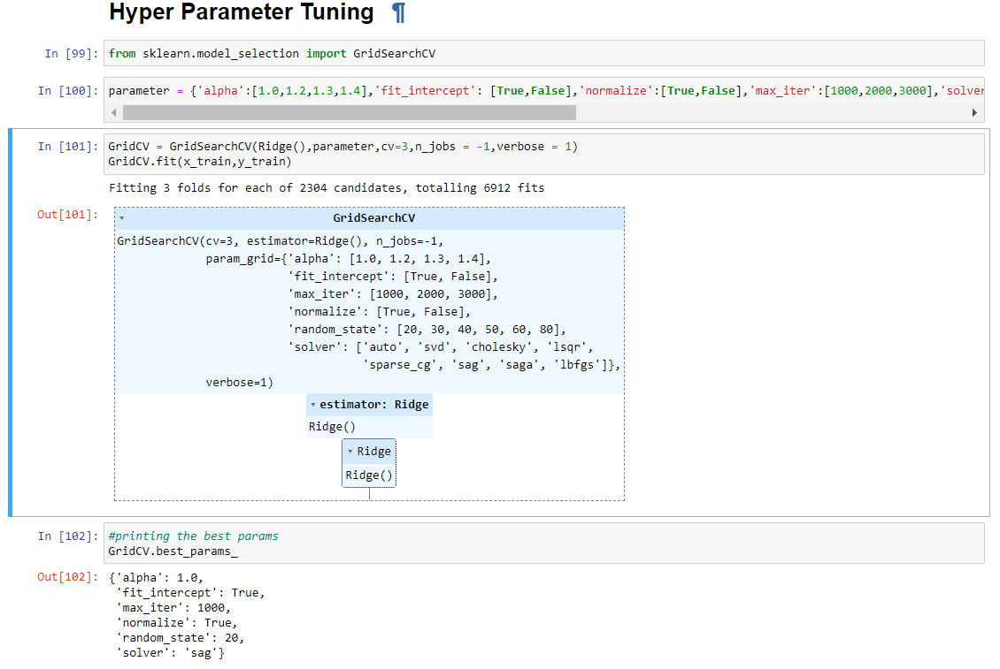 Hyper Parameter Tuning ¶
In [99]: from sklearn.model_selection import GridSearchCV
In [100]: parameter = {'alpha':[1.0,1.2,1.3,1.4],'fit_intercept': [True,False],'normalize':[True,False],'max_iter':[1000,2000,3000],'solver
In [101]: GridCV = GridSearchCV(Ridge(),parameter,cv=3,n_jobs = -1,verbose = 1)
GridCV.fit(x_train,y_train)
Fitting 3 folds for each of 2304 candidates, totalling 6912 fits
Out[101]: GridSearchCV
GridSearchCV(cv=3, estimator=Ridge(), n_jobs=-1,
param_grid={'alpha': [1.0, 1.2, 1.3, 1.4],
'fit_intercept': [True, False],
'max_iter': [1000, 2000, 3000],
'normalize': [True, False],
'random_state': [20, 30, 40, 50, 60, 80],
'solver': ['auto', 'svd', 'cholesky', 'lsqr',
'sparse_cg', 'sag', 'saga', 'lbfgs']},
verbose=1)
estimator: Ridge
Ridge()
Ridge
Ridge()
In [102]: #printing the best params
GridCV.best_params_
Out[102]: {'alpha': 1.0,
'fit_intercept': True,
'max_iter': 1000,
'normalize': True,
'random_state': 20,
'solver': 'sag'}